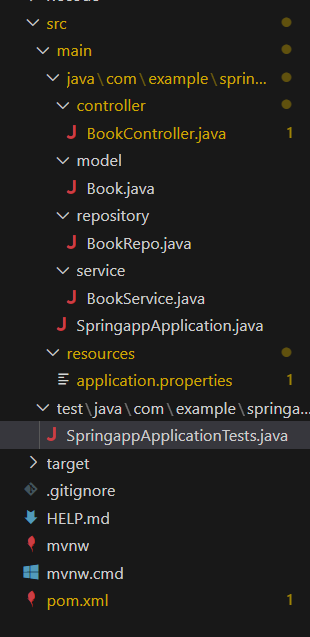 src
main
java\com\example\sprin...
controller
BookController.java 1
model
Book.java
repository
BookRepo.java
service
BookService.java
SpringappApplication.java
resources
application.properties 1
test\java\com\example\springa...
SpringappApplicationTests.java
target
.gitignore
HELP.md
mvnw
mvnw.cmd
pom.xml 1